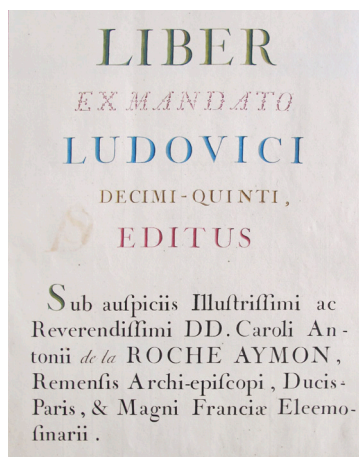 LIBER
EX MANDATO
LUDOVICI
DECIMI-QUINTI,
EDITUS
Sub auſpiciis Illuſtriſſimi ac
Reverendiſſimi DD. Caroli An-
tonii de la ROCHE AYMON,
Remenſis Archi-epiſcopi, Ducis-
Paris, & Magni Franciæ Eleemo-
ſinarii.